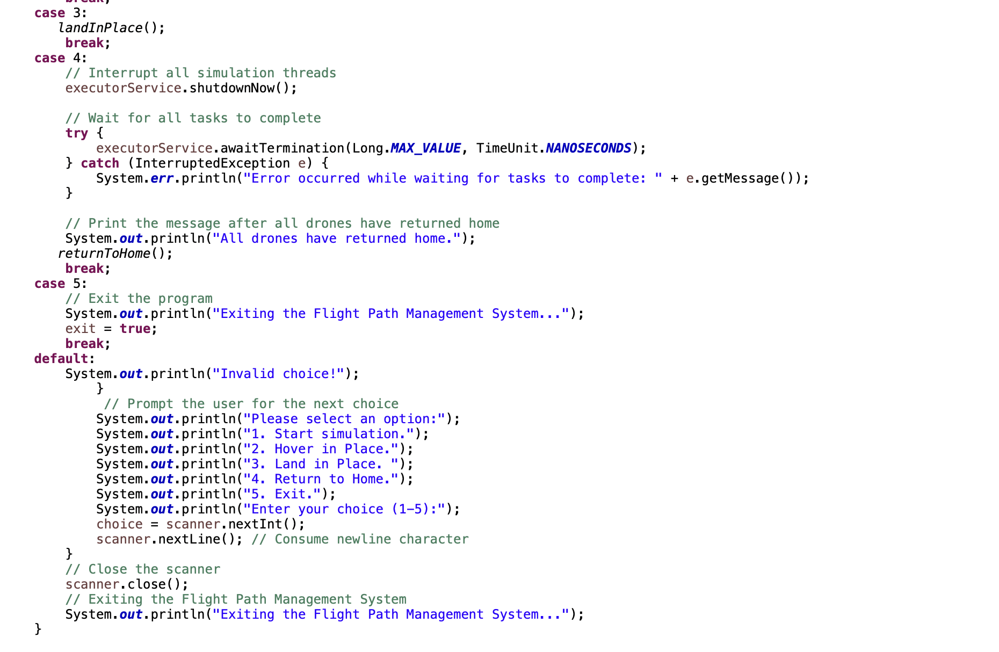 break;
case 3:
landInPlace();
break;
case 4:
// Interrupt all simulation threads
executorService.shutdownNow();
// Wait for all tasks to complete
try {
executorService.awaitTermination(Long.MAX_VALUE, TimeUnit.NANOSECONDS);
} catch (InterruptedException e) {
System.err.println("Error occurred while waiting for tasks to complete: " + e.getMessage());
}
// Print the message after all drones have returned home
System.out.println("All drones have returned home.");
returnToHome();
break;
case 5:
// Exit the program
System.out.println("Exiting the Flight Path Management System...");
exit = true;
break;
default:
System.out.println("Invalid choice!");
}
// Prompt the user for the next choice
System.out.println("Please select an option:");
System.out.println("1. Start simulation.");
System.out.println("2. Hover in Place.");
System.out.println("3. Land in Place. ");
System.out.println("4. Return to Home.");
System.out.println("5. Exit.");
System.out.println("Enter your choice (1–5):");
choice = scanner.nextInt();
scanner.nextLine(); // Consume newline character
}
// Close the scanner
scanner.close();
// Exiting the Flight Path Management System
System.out.println("Exiting the Flight Path Management System...");
}